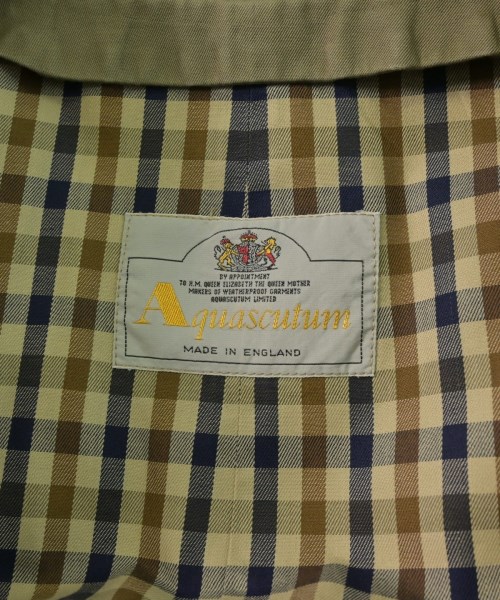 BY APPOINTMENT
TO H.M. QUEEN ELIZABETH THE QUEEN MOTHER
MAKERS OF WEATHERPROOF GARMENTS
AQUASCUTUM LIMITED
Aquascutum
MADE IN ENGLAND